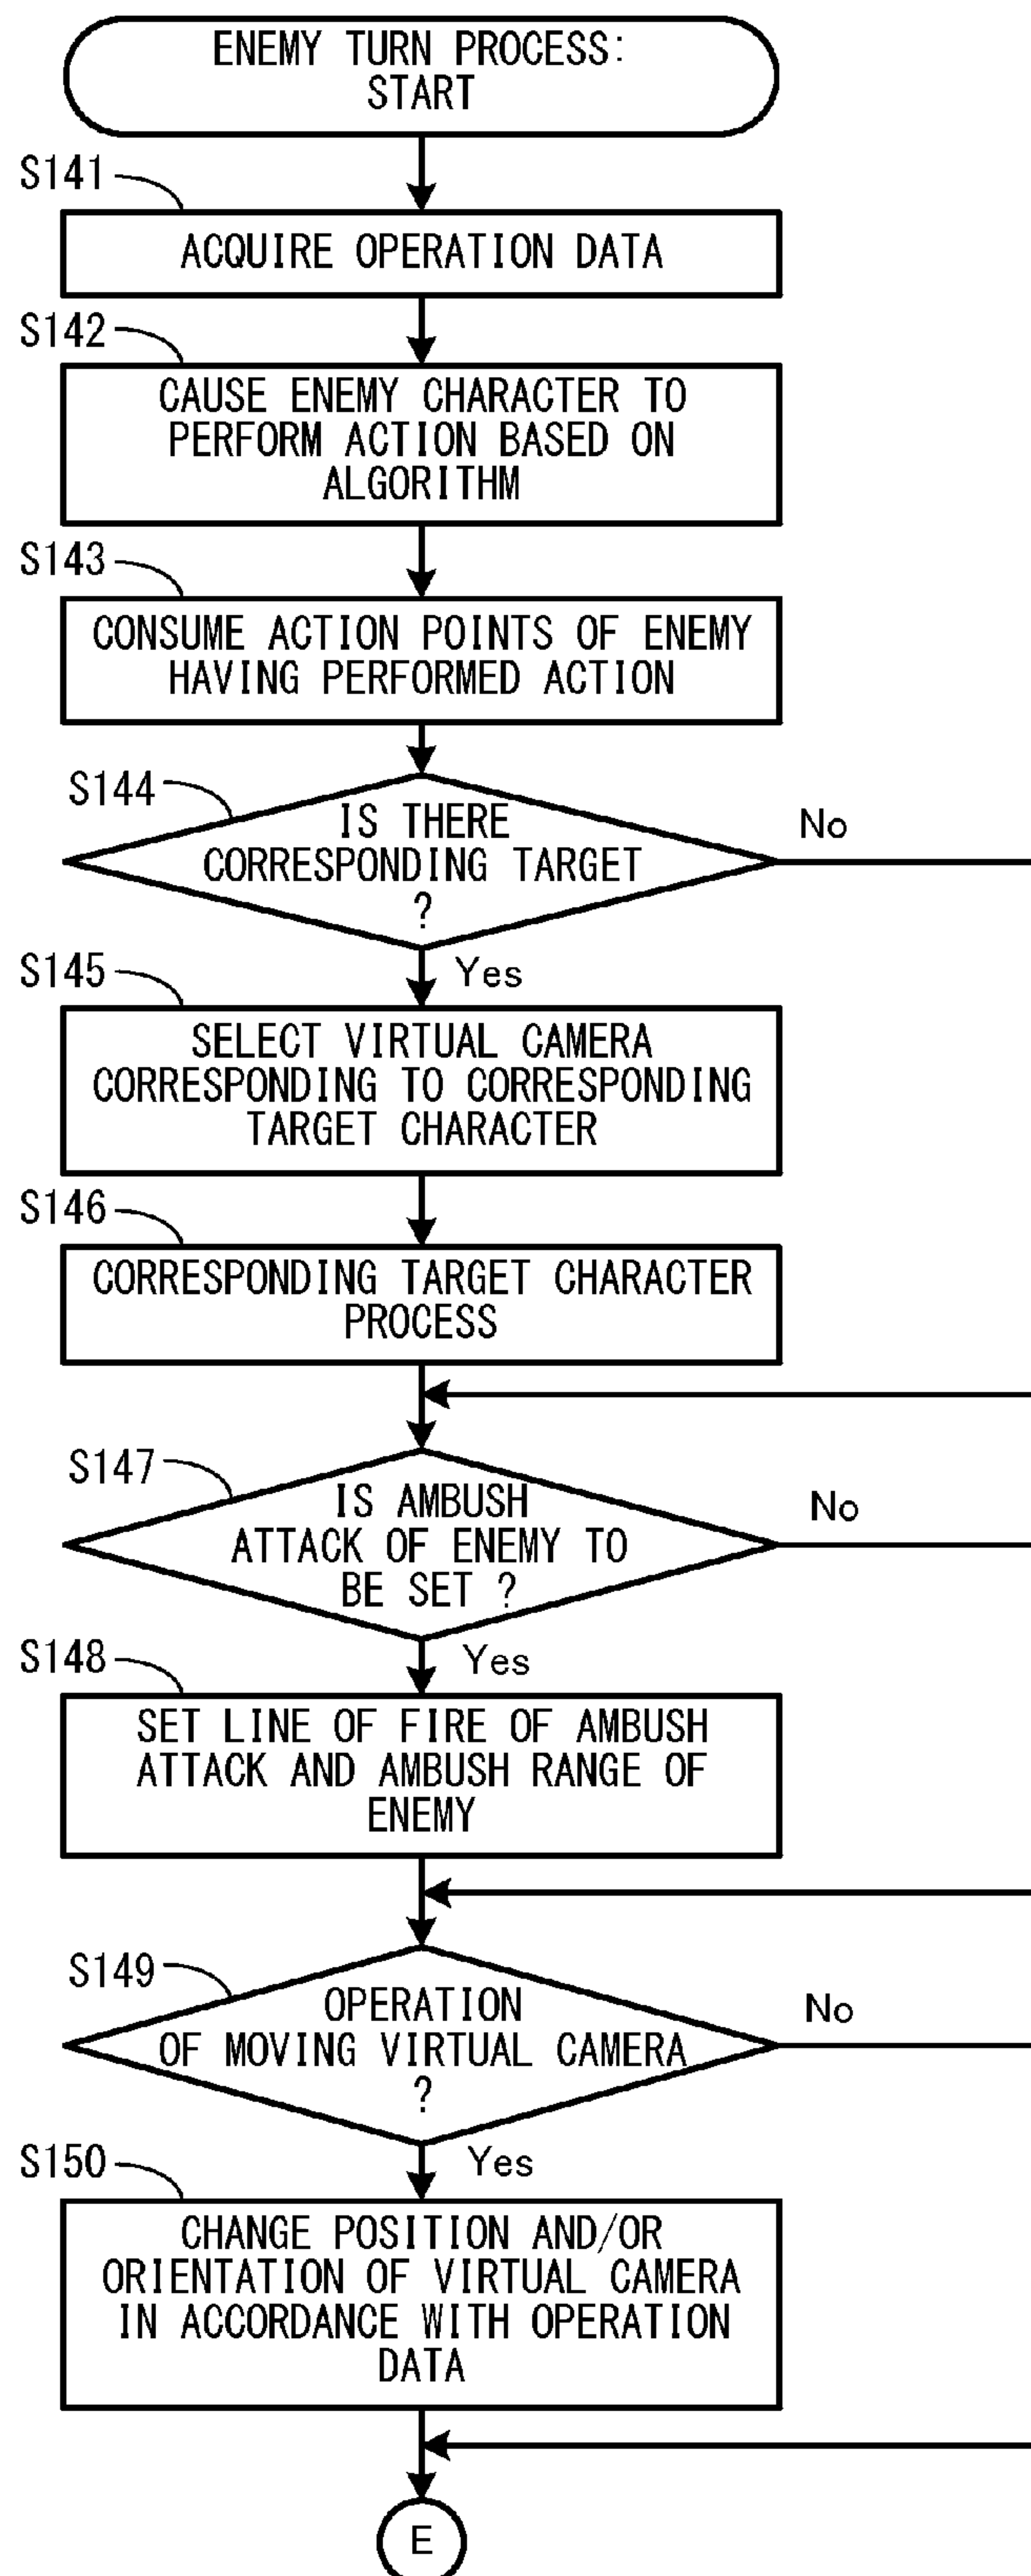 ENEMY TURN PROCESS:
START
S141
ACQUIRE OPERATION DATA
S142
CAUSE ENEMY CHARACTER TO
PERFORM ACTION BASED ON
ALGORITHM
S143
CONSUME ACTION POINTS OF ENEMY
HAVING PERFORMED ACTION
S144
IS THERE
CORRESPONDING TARGET
?
No
Yes
S145
SELECT VIRTUAL CAMERA
CORRESPONDING TO CORRESPONDING
TARGET CHARACTER
S146
CORRESPONDING TARGET CHARACTER
PROCESS
S147
IS AMBUSH
ATTACK OF ENEMY TO
BE SET ?
No
Yes
S148
SET LINE OF FIRE OF AMBUSH
ATTACK AND AMBUSH RANGE OF
ENEMY
S149
OPERATION
OF MOVING VIRTUAL CAMERA
?
No
Yes
S150
CHANGE POSITION AND/OR
ORIENTATION OF VIRTUAL CAMERA
IN ACCORDANCE WITH OPERATION
DATA
E